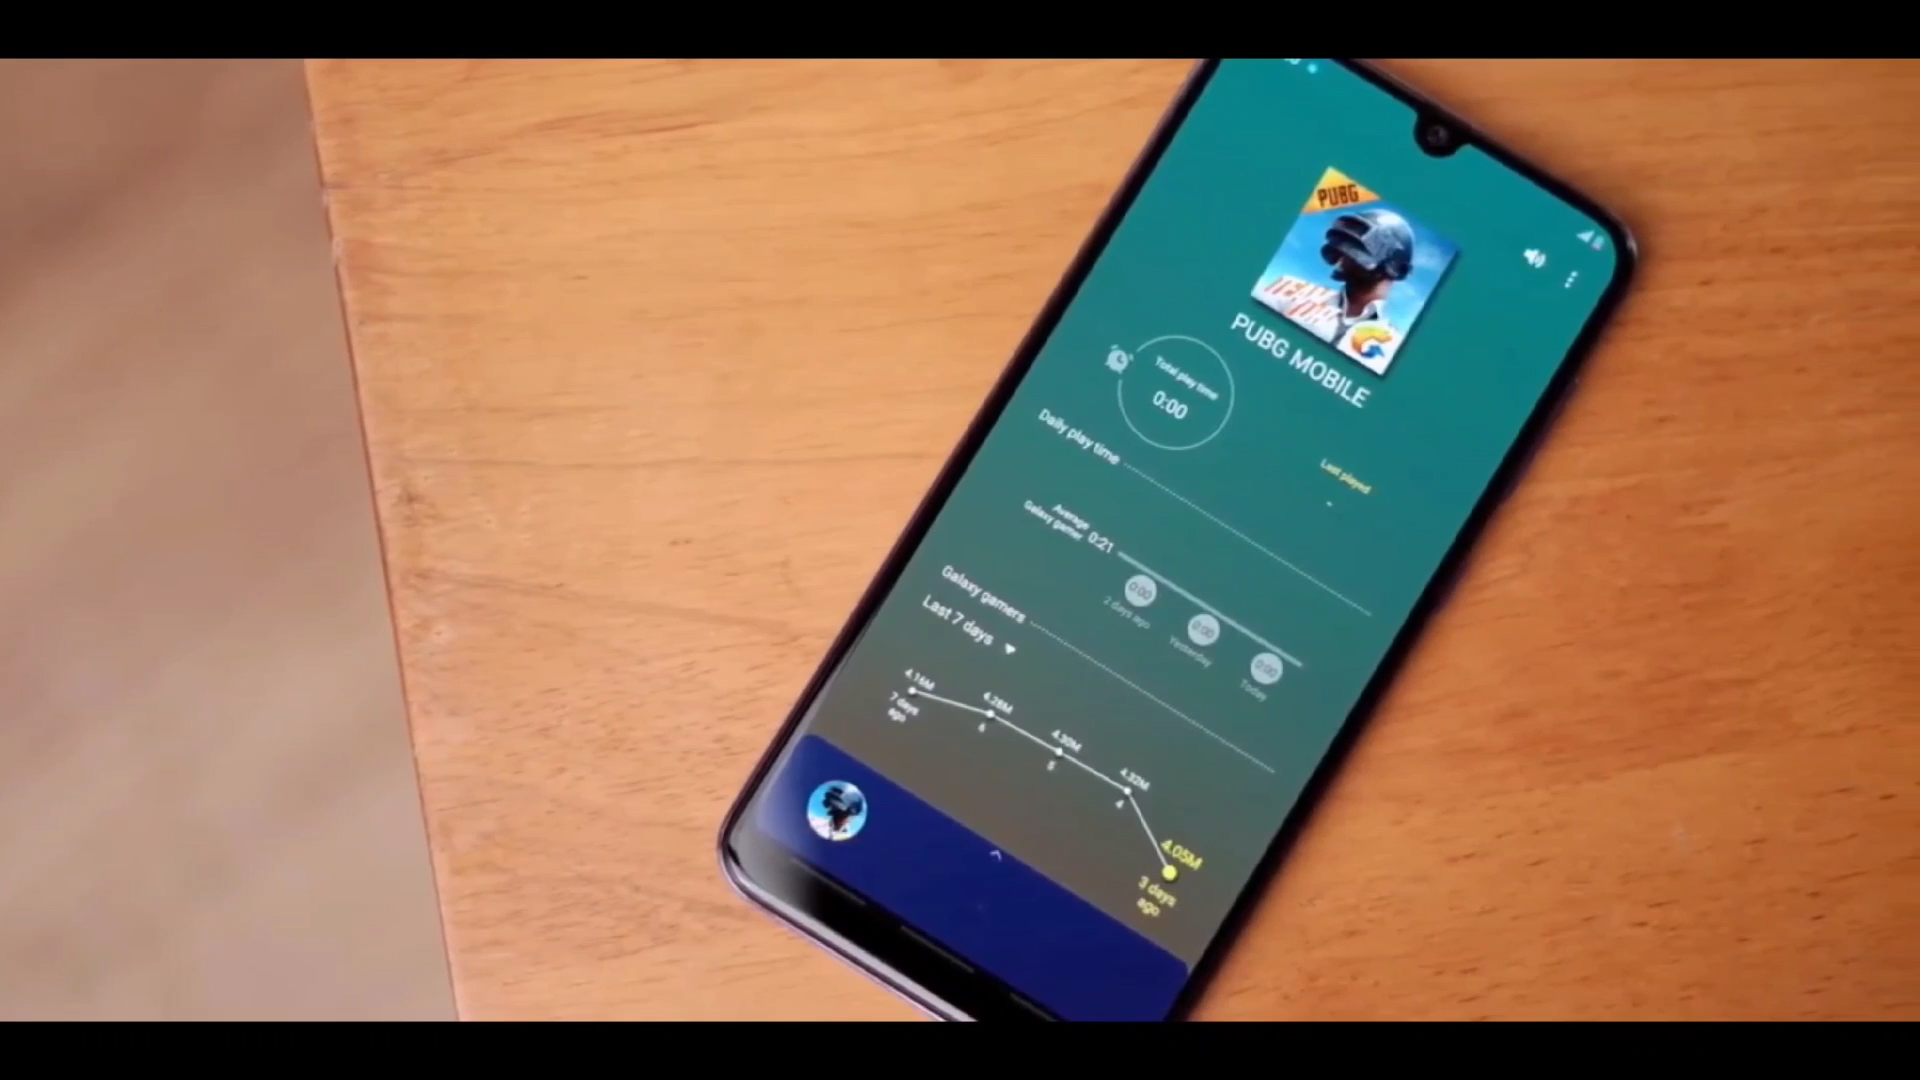 PUBG
PUBG MOBILE
Total play time
0:00
Last played
-
Daily play time
Average
Galaxy gamer 0:21
0:00
2 days ago
0:00
Yesterday
0:00
Today
Galaxy gamers
Last 7 days
4.16M
7 days
ago
4.28M
6
4.30M
5
4.32M
4
4.05M
3 days
ago